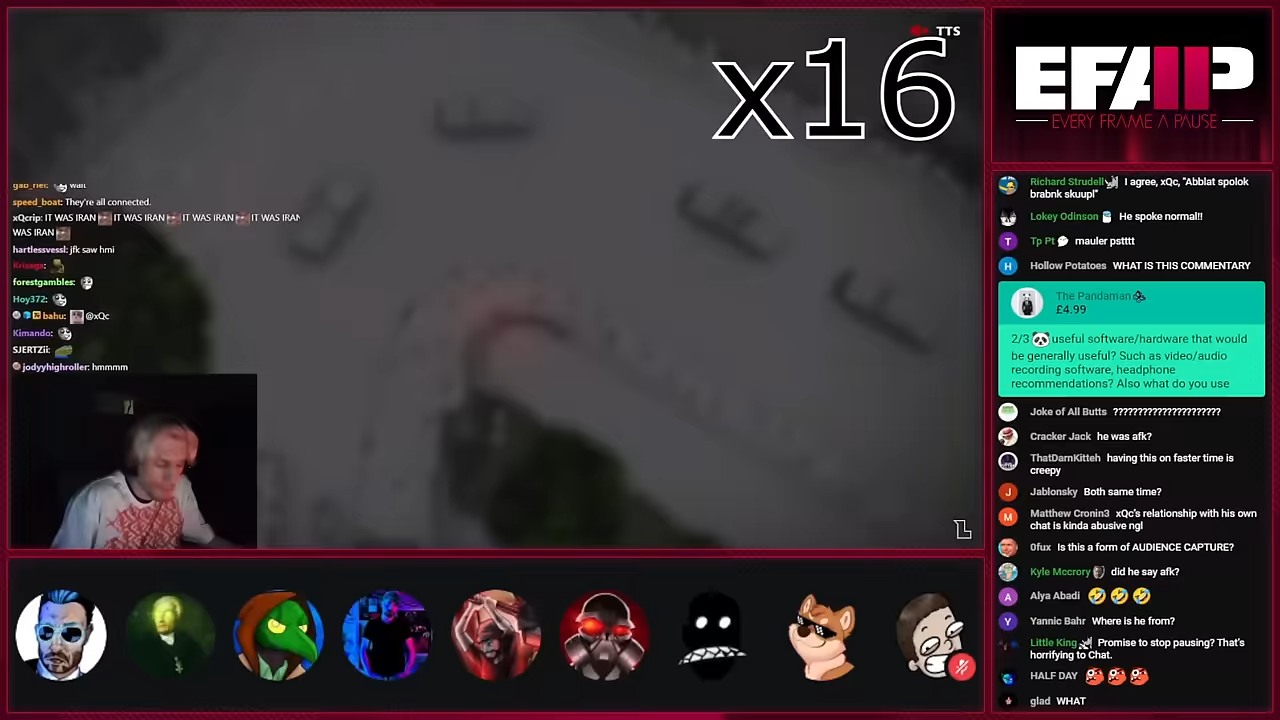 TTS
x16
gab_riel: wait
speed_boat: They're all connected.
xQcrip: IT WAS IRAN IT WAS IRAN IT WAS IRAN IT WAS IRAN
WAS IRAN
hartlessvessl: jfk saw hmi
forestgambles:
Hoy372:
bahu: @xQc
Kimando:
SJERTZii:
jodyyhighroller: hmmmm
EFAP
EVERY FRAME A PAUSE
Richard Strudell I agree, xQc, "Abblat spolok
brabnk skuupl"
Lokey Odinson He spoke normal!!
T
Tp Pt mauler pstttt
H
Hollow Potatoes WHAT IS THIS COMMENTARY
The Pandaman
£4.99
2/3 useful software/hardware that would
be generally useful? Such as video/audio
recording software, headphone
recommendations? Also what do you use
Joke of All Butts ??????????????????????
Cracker Jack he was afk?
ThatDarnKitteh having this on faster time is
creepy
J
Jablonsky Both same time?
M
Matthew Cronin3 xQc's relationship with his own
chat is kinda abusive ngl
0fux Is this a form of AUDIENCE CAPTURE?
Kyle Mccrory did he say afk?
A
Alya Abadi 🤣 🤣 🤣
Y
Yannic Bahr Where is he from?
Little King Promise to stop pausing? That's
horrifying to Chat.
HALF DAY
glad WHAT